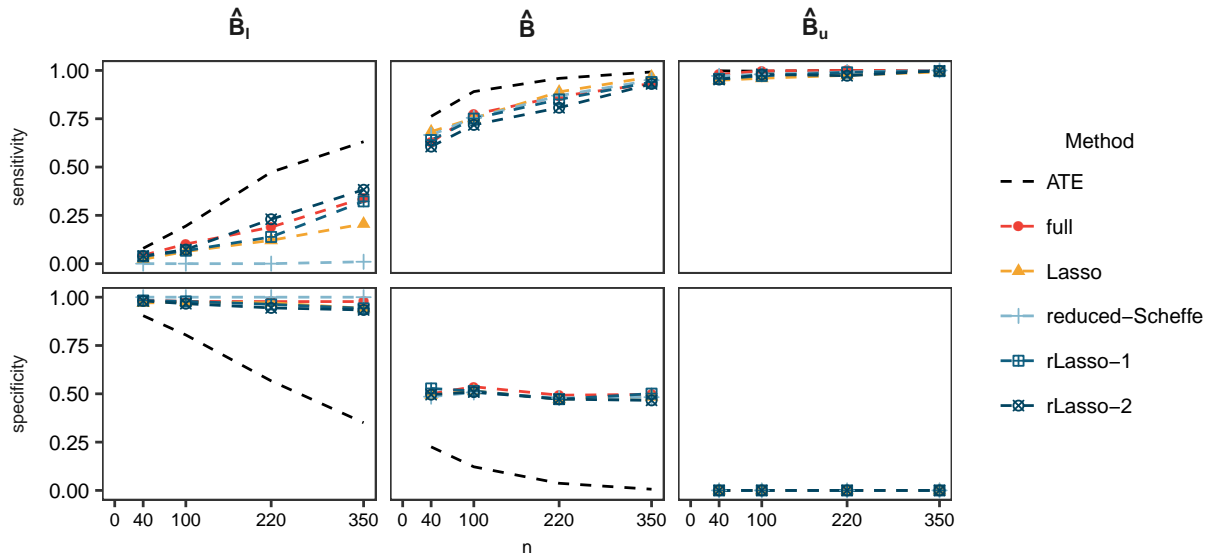 B̂ₗ B̂ B̂ᵤ
sensitivity
1.00
0.75
0.50
0.25
0.00
specificity
1.00
0.75
0.50
0.25
0.00
0 40 100 220 350 0 40 100 220 350 0 40 100 220 350
n
Method
ATE
full
Lasso
reduced−Scheffe
rLasso−1
rLasso−2